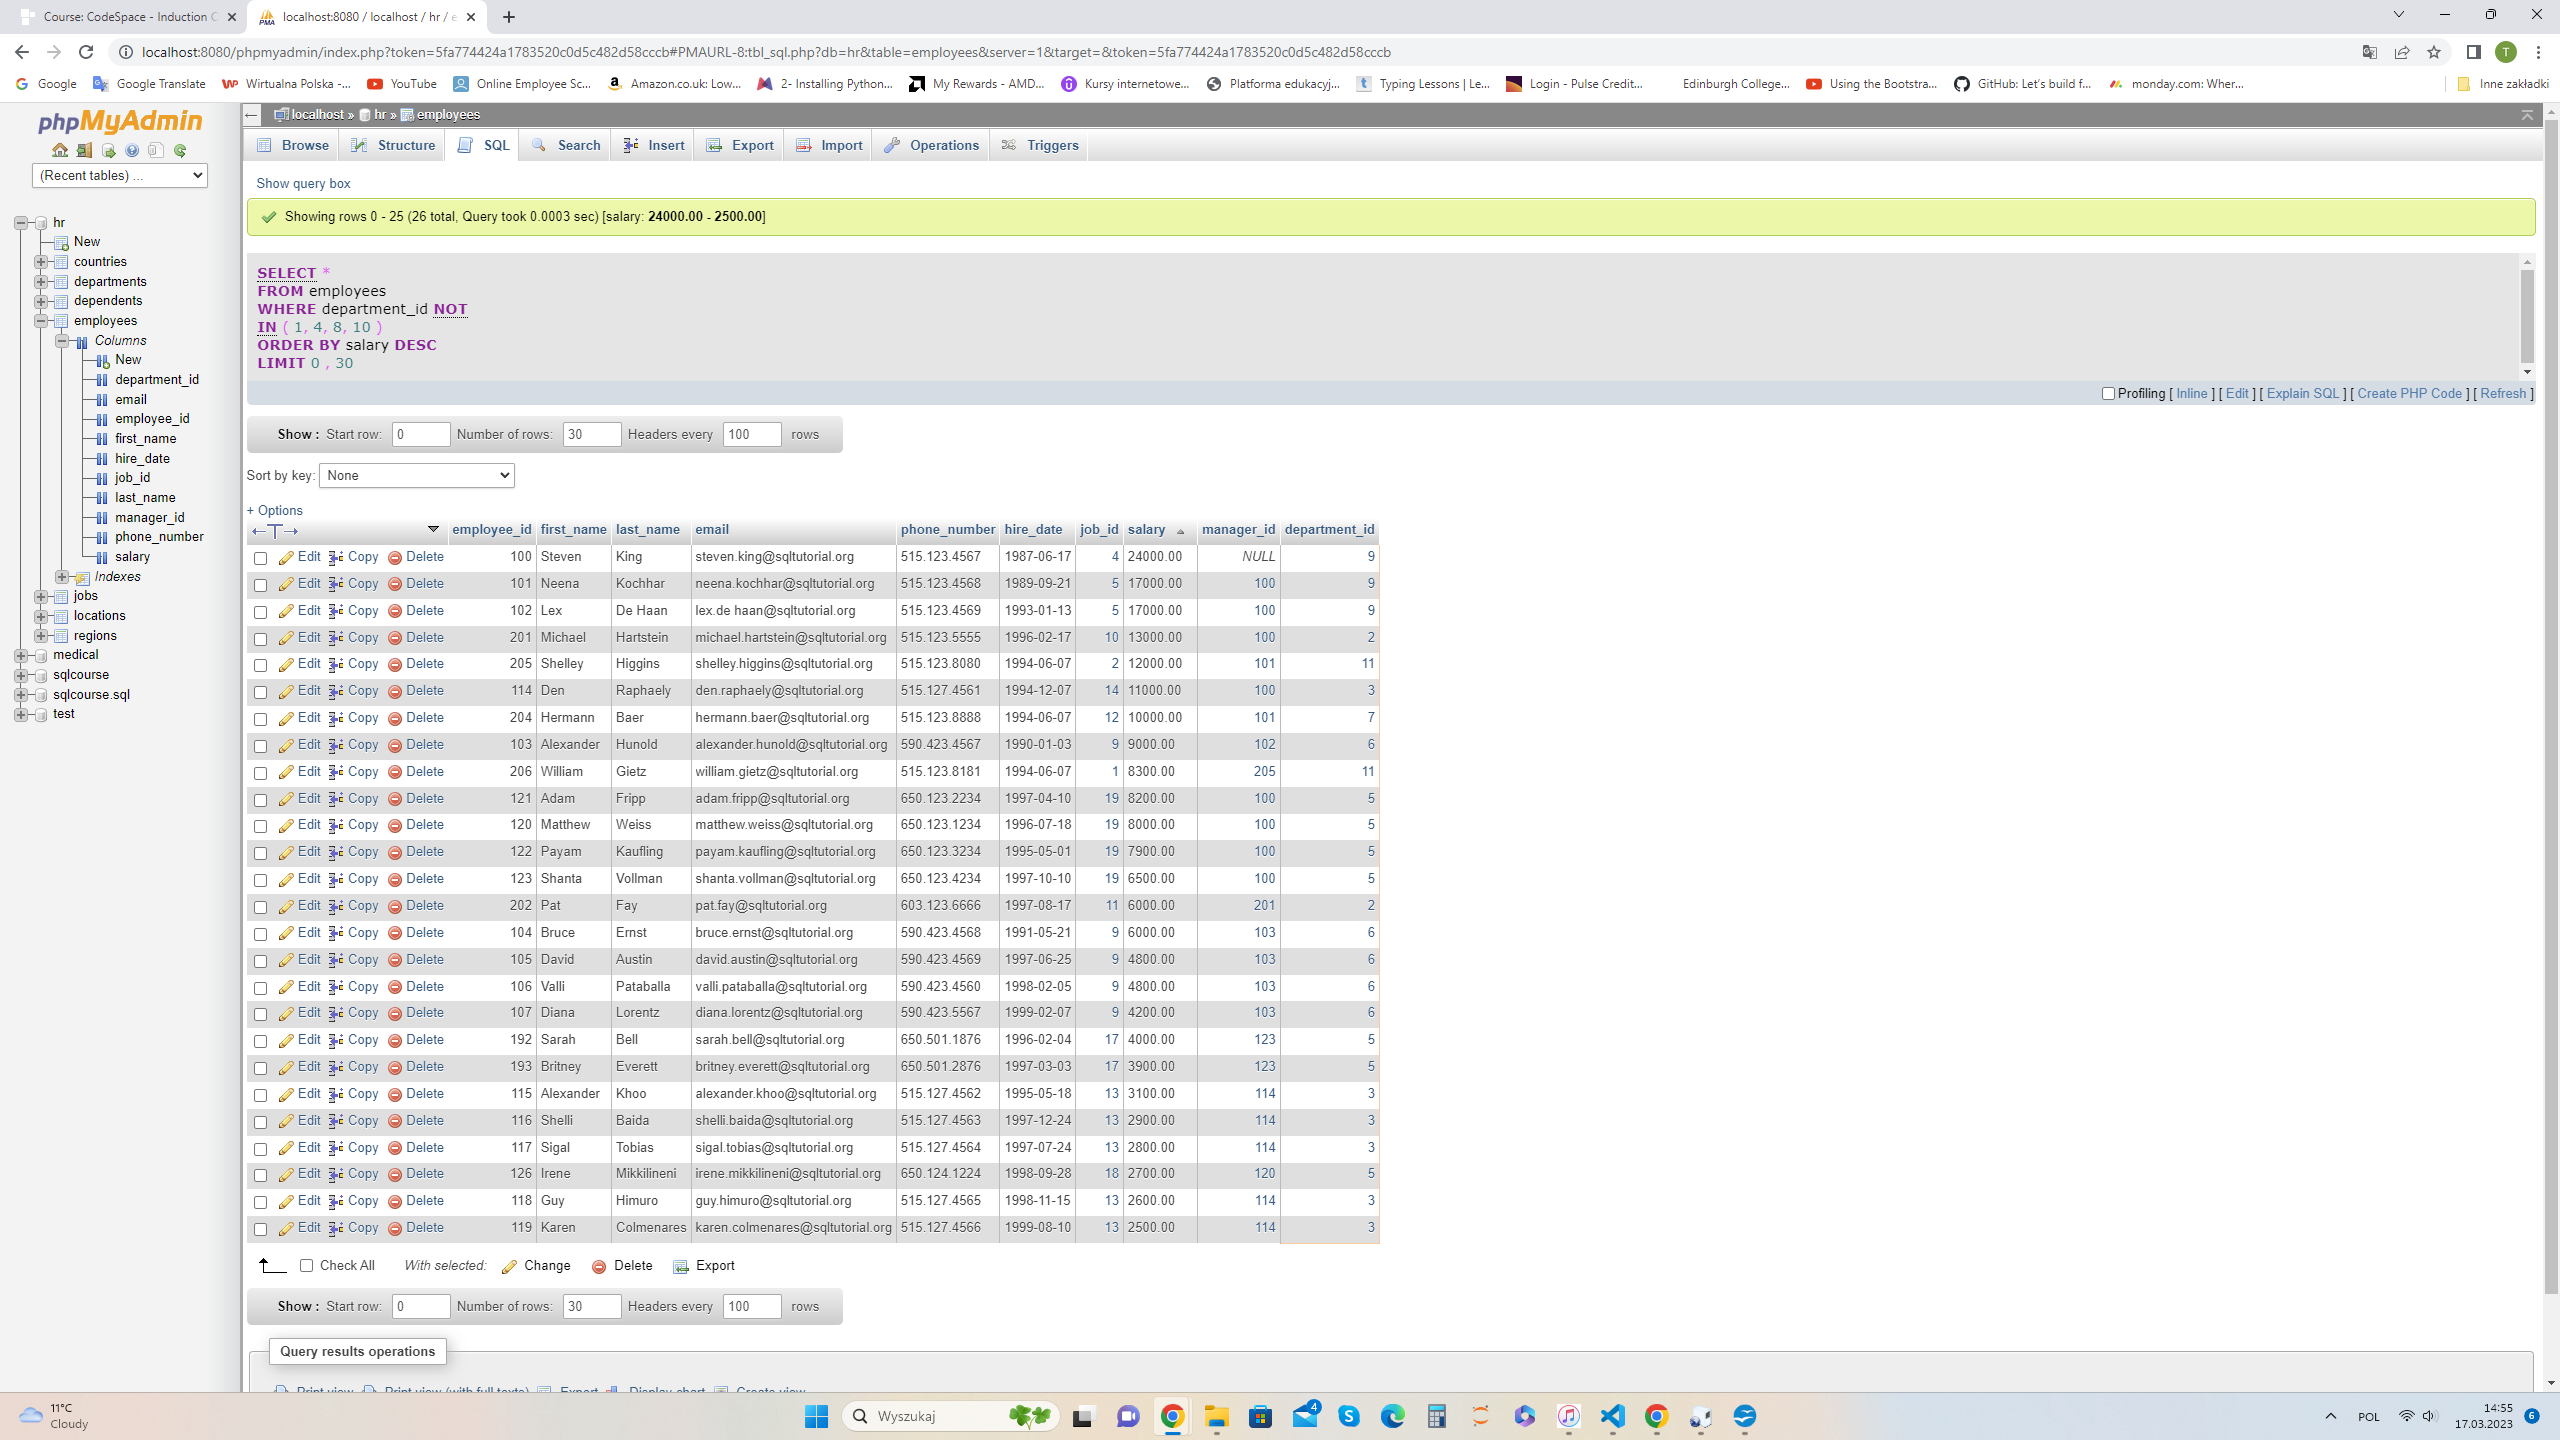 Course: CodeSpace - Induction C
localhost:8080 / localhost / hr / e
localhost:8080/phpmyadmin/index.php?token=5fa774424a1783520c0d5c482d58cccb#PMAURL-8:tbl_sql.php?db=hr&table=employees&server=1&target=&token=5fa774424a1783520c0d5c482d58cccb
T
Google Google Translate Wirtualna Polska -... YouTube Online Employee Sc... Amazon.co.uk: Low... 2- Installing Python... My Rewards - AMD... Kursy internetowe... Platforma edukacyj... Typing Lessons | Le... Login - Pulse Credit... Edinburgh College... Using the Bootstra... GitHub: Let's build f... monday.com: Wher... Inne zakładki
phpMyAdmin
(Recent tables) ...
hr
New
countries
departments
dependents
employees
Columns
New
department_id
email
employee_id
first_name
hire_date
job_id
last_name
manager_id
phone_number
salary
Indexes
jobs
locations
regions
medical
sqlcourse
sqlcourse.sql
test
localhost » hr » employees
Browse Structure SQL Search Insert Export Import Operations Triggers
Show query box
Showing rows 0 - 25 (26 total, Query took 0.0003 sec) [salary: 24000.00 - 2500.00]
SELECT *
FROM employees
WHERE department_id NOT
IN ( 1, 4, 8, 10 )
ORDER BY salary DESC
LIMIT 0 , 30
Profiling [ Inline ] [ Edit ] [ Explain SQL ] [ Create PHP Code ] [ Refresh ]
Show : Start row: 0 Number of rows: 30 Headers every 100 rows
Sort by key: None
+ Options
employee_id first_name last_name email phone_number hire_date job_id salary manager_id department_id
Edit Copy Delete 100 Steven King steven.king@sqltutorial.org 515.123.4567 1987-06-17 4 24000.00 NULL 9
Edit Copy Delete 101 Neena Kochhar neena.kochhar@sqltutorial.org 515.123.4568 1989-09-21 5 17000.00 100 9
Edit Copy Delete 102 Lex De Haan lex.de haan@sqltutorial.org 515.123.4569 1993-01-13 5 17000.00 100 9
Edit Copy Delete 201 Michael Hartstein michael.hartstein@sqltutorial.org 515.123.5555 1996-02-17 10 13000.00 100 2
Edit Copy Delete 205 Shelley Higgins shelley.higgins@sqltutorial.org 515.123.8080 1994-06-07 2 12000.00 101 11
Edit Copy Delete 114 Den Raphaely den.raphaely@sqltutorial.org 515.127.4561 1994-12-07 14 11000.00 100 3
Edit Copy Delete 204 Hermann Baer hermann.baer@sqltutorial.org 515.123.8888 1994-06-07 12 10000.00 101 7
Edit Copy Delete 103 Alexander Hunold alexander.hunold@sqltutorial.org 590.423.4567 1990-01-03 9 9000.00 102 6
Edit Copy Delete 206 William Gietz william.gietz@sqltutorial.org 515.123.8181 1994-06-07 1 8300.00 205 11
Edit Copy Delete 121 Adam Fripp adam.fripp@sqltutorial.org 650.123.2234 1997-04-10 19 8200.00 100 5
Edit Copy Delete 120 Matthew Weiss matthew.weiss@sqltutorial.org 650.123.1234 1996-07-18 19 8000.00 100 5
Edit Copy Delete 122 Payam Kaufling payam.kaufling@sqltutorial.org 650.123.3234 1995-05-01 19 7900.00 100 5
Edit Copy Delete 123 Shanta Vollman shanta.vollman@sqltutorial.org 650.123.4234 1997-10-10 19 6500.00 100 5
Edit Copy Delete 202 Pat Fay pat.fay@sqltutorial.org 603.123.6666 1997-08-17 11 6000.00 201 2
Edit Copy Delete 104 Bruce Ernst bruce.ernst@sqltutorial.org 590.423.4568 1991-05-21 9 6000.00 103 6
Edit Copy Delete 105 David Austin david.austin@sqltutorial.org 590.423.4569 1997-06-25 9 4800.00 103 6
Edit Copy Delete 106 Valli Pataballa valli.pataballa@sqltutorial.org 590.423.4560 1998-02-05 9 4800.00 103 6
Edit Copy Delete 107 Diana Lorentz diana.lorentz@sqltutorial.org 590.423.5567 1999-02-07 9 4200.00 103 6
Edit Copy Delete 192 Sarah Bell sarah.bell@sqltutorial.org 650.501.1876 1996-02-04 17 4000.00 123 5
Edit Copy Delete 193 Britney Everett britney.everett@sqltutorial.org 650.501.2876 1997-03-03 17 3900.00 123 5
Edit Copy Delete 115 Alexander Khoo alexander.khoo@sqltutorial.org 515.127.4562 1995-05-18 13 3100.00 114 3
Edit Copy Delete 116 Shelli Baida shelli.baida@sqltutorial.org 515.127.4563 1997-12-24 13 2900.00 114 3
Edit Copy Delete 117 Sigal Tobias sigal.tobias@sqltutorial.org 515.127.4564 1997-07-24 13 2800.00 114 3
Edit Copy Delete 126 Irene Mikkilineni irene.mikkilineni@sqltutorial.org 650.124.1224 1998-09-28 18 2700.00 120 5
Edit Copy Delete 118 Guy Himuro guy.himuro@sqltutorial.org 515.127.4565 1998-11-15 13 2600.00 114 3
Edit Copy Delete 119 Karen Colmenares karen.colmenares@sqltutorial.org 515.127.4566 1999-08-10 13 2500.00 114 3
Check All With selected: Change Delete Export
Show : Start row: 0 Number of rows: 30 Headers every 100 rows
Query results operations
Print view Print view (with full texts) Export Display chart Create view
11°C
Cloudy
Wyszukaj
4
POL
14:55
17.03.2023
6